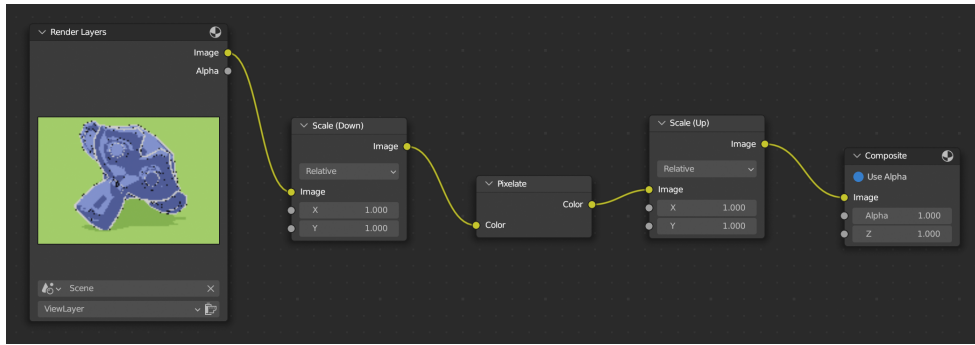 Render Layers
Image
Alpha
Scene
ViewLayer
Scale (Down)
Image
Relative
Image
X 1.000
Y 1.000
Pixelate
Color
Color
Scale (Up)
Image
Relative
Image
X 1.000
Y 1.000
Composite
Use Alpha
Image
Alpha 1.000
Z 1.000